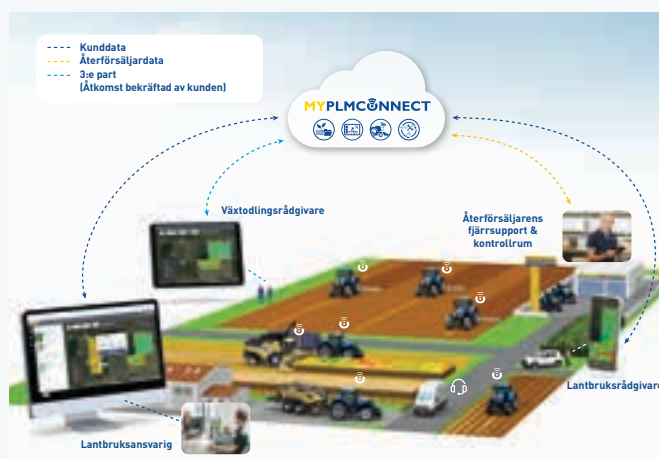 Kunddata
Återförsäljardata
3:e part
(Åtkomst bekräftad av kunden)
MYPLMCONNECT
Växtodlingsrådgivare
Återförsäljarens
fjärrsupport &
kontrollrum
Lantbruksrådgivare
Lantbruksansvarig